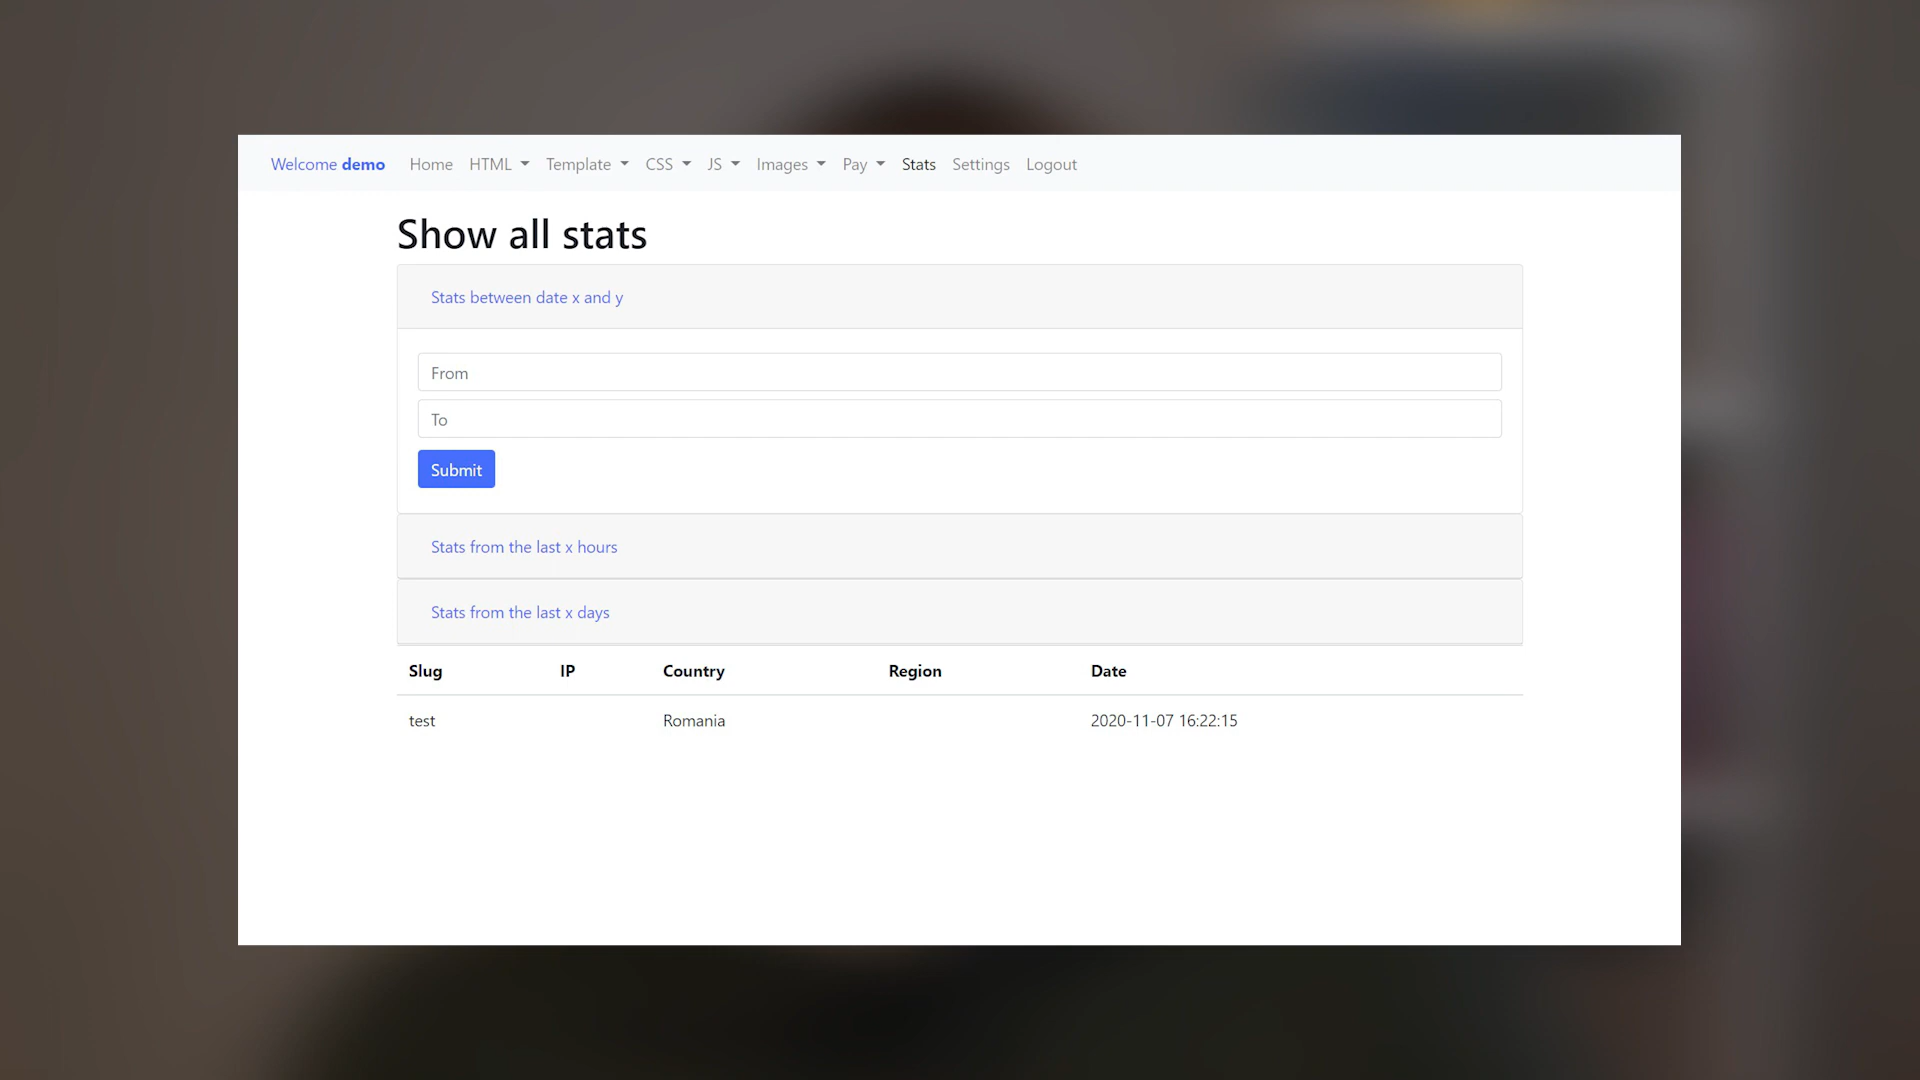 Welcome demo Home HTML Template CSS JS Images Pay Stats Settings Logout
Show all stats
Stats between date x and y
From
To
Submit
Stats from the last x hours
Stats from the last x days
Slug IP Country Region Date
test Romania 2020-11-07 16:22:15